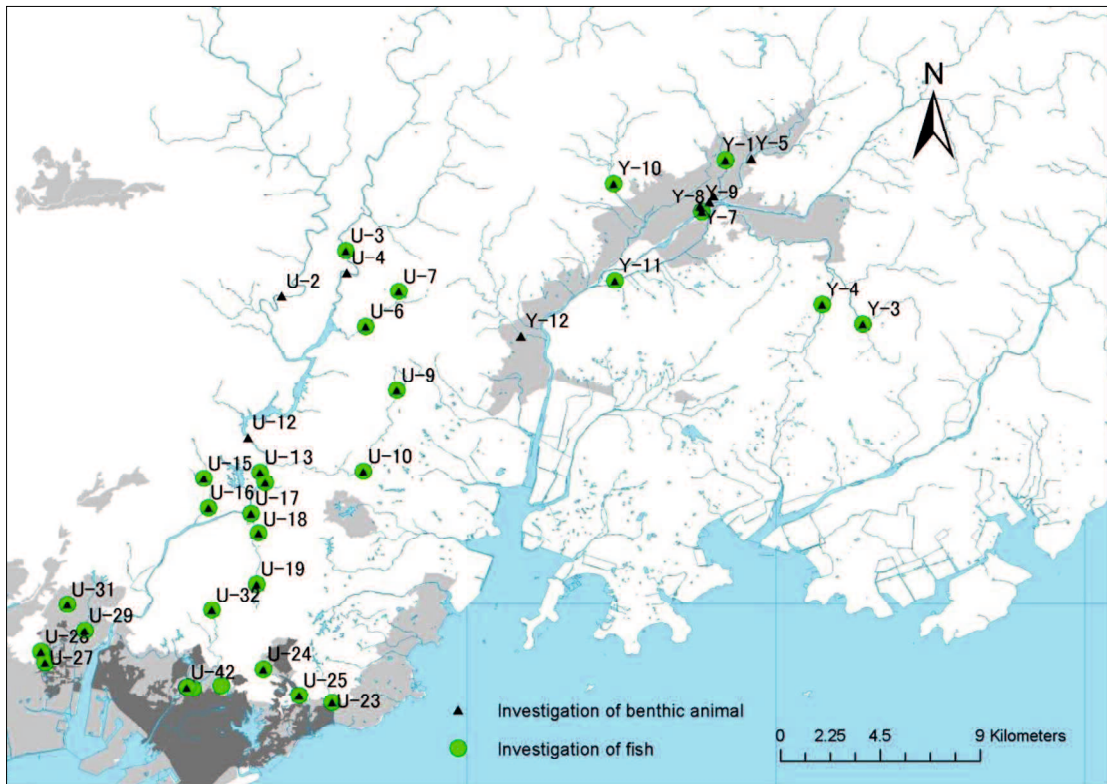 N
Y-1
Y-5
Y-10
Y-9
Y-8
Y-7
U-3
U-4
U-2
U-7
Y-11
Y-4
Y-3
U-6
Y-12
U-9
U-12
U-13
U-10
U-15
U-16
U-17
U-18
U-19
U-32
U-31
U-29
U-28
U-27
U-24
U-42
U-25
U-23
Investigation of benthic animal
Investigation of fish
0 2.25 4.5 9 Kilometers